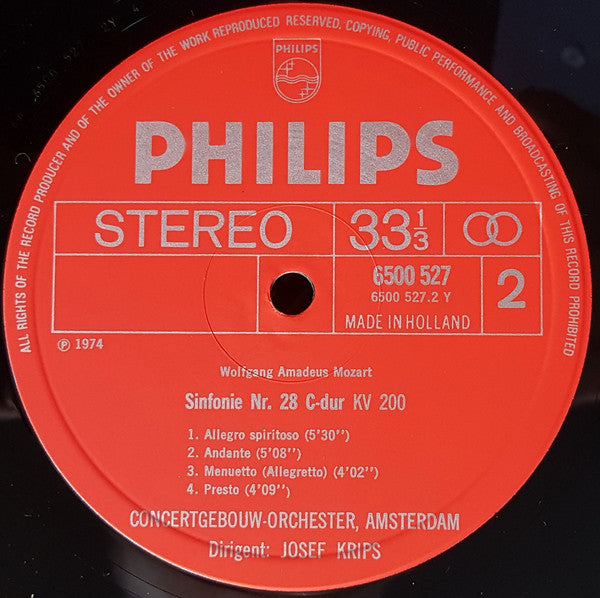 ALL RIGHTS OF THE RECORD PRODUCER AND OF THE OWNER OF THE WORK REPRODUCED RESERVED. COPYING, PUBLIC PERFORMANCE AND BROADCASTING OF THIS RECORD PROHIBITED
PHILIPS
PHILIPS
STEREO
33 1/3
6500 527
6500 527.2 Y
2
MADE IN HOLLAND
Ⓟ 1974
Wolfgang Amadeus Mozart
Sinfonie Nr. 28 C-dur KV 200
1. Allegro spiritoso (5'30'')
2. Andante (5'08'')
3. Menuetto (Allegretto) (4'02'')
4. Presto (4'09'')
CONCERTGEBOUW-ORCHESTER, AMSTERDAM
Dirigent: JOSEF KRIPS